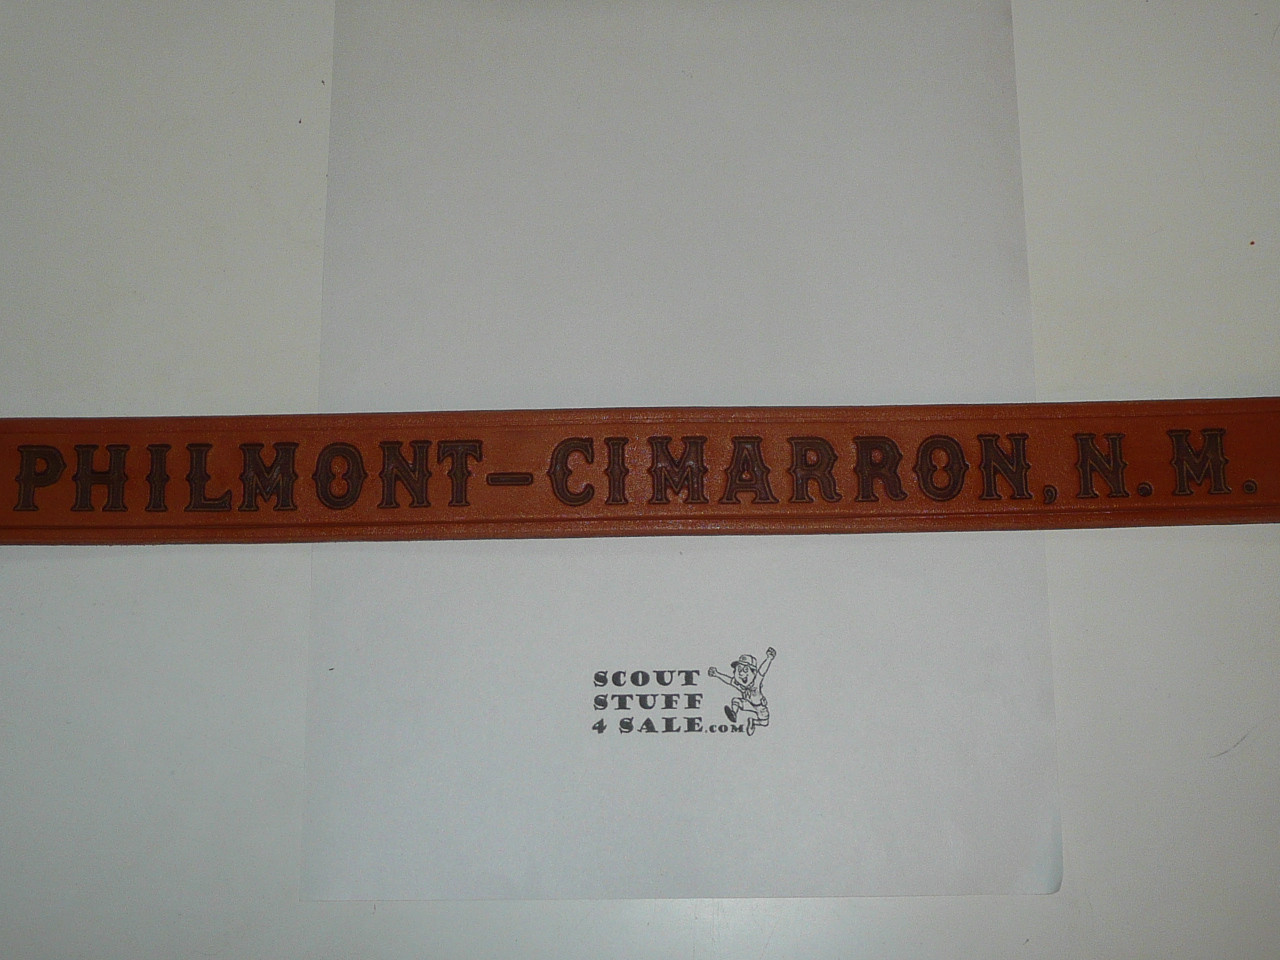 PHILMONT-CIMARRON, N.M.
SCOUT
STUFF
4 SALE.COM